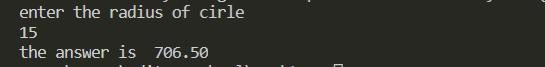 enter the radius of cirle
15
the answer is  706.50